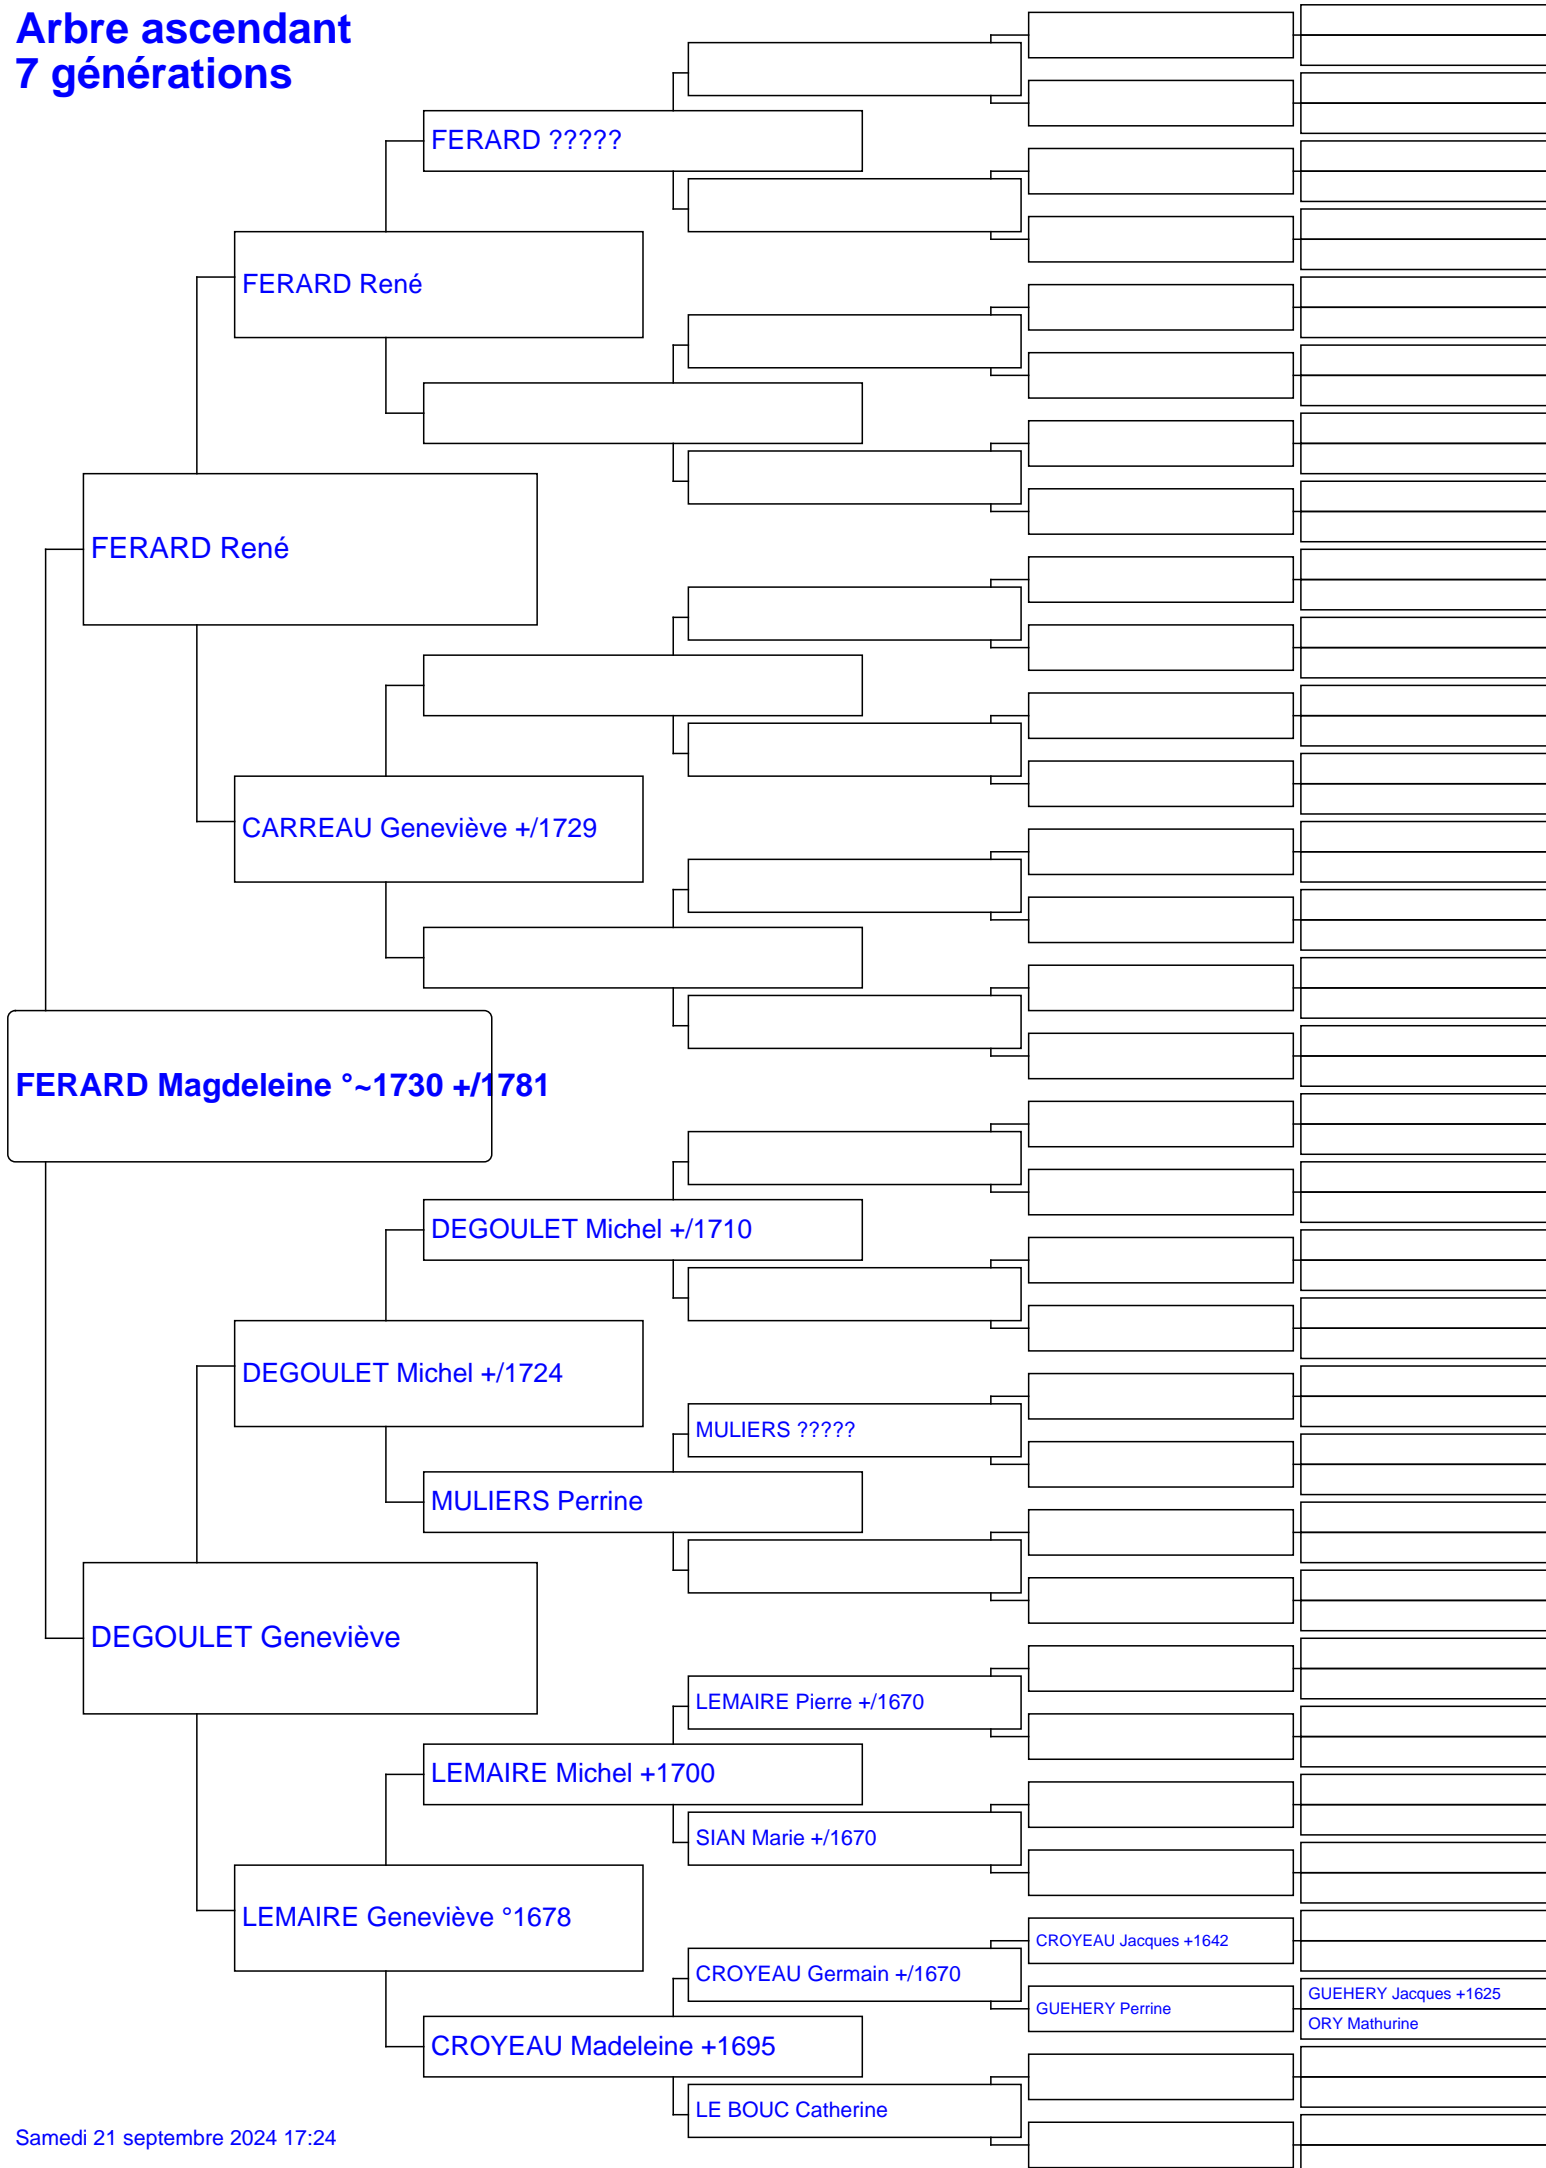 Arbre ascendant
7 générations
FERARD ?????
FERARD René
FERARD René
CARREAU Geneviève +/1729
FERARD Magdeleine °~1730 +/1781
DEGOULET Michel +/1710
DEGOULET Michel +/1724
MULIERS ?????
MULIERS Perrine
DEGOULET Geneviève
LEMAIRE Pierre +/1670
LEMAIRE Michel +1700
SIAN Marie +/1670
LEMAIRE Geneviève °1678
CROYEAU Jacques +1642
CROYEAU Germain +/1670
GUEHERY Jacques +1625
GUEHERY Perrine
ORY Mathurine
CROYEAU Madeleine +1695
LE BOUC Catherine
Samedi 21 septembre 2024 17:24